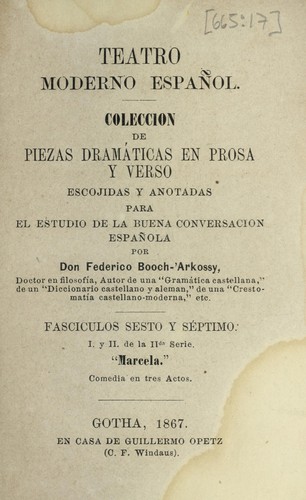 [665:17]
TEATRO
MODERNO ESPAÑOL.
COLECCION
DE
PIEZAS DRAMÁTICAS EN PROSA
Y VERSO
ESCOJIDAS Y ANOTADAS
PARA
EL ESTUDIO DE LA BUENA CONVERSACION
ESPAÑOLA
POR
Don Federico Booch-'Arkossy,
Doctor en filosofía, Autor de una "Gramática castellana,"
de un "Diccionario castellano y aleman," de una "Cresto-
matía castellano-moderna," etc.
FASCICULOS SESTO Y SÉPTIMO.
I. y II. de la IIda Serie.
"Marcela."
Comedia en tres Actos.
GOTHA, 1867.
EN CASA DE GUILLERMO OPETZ
(C. F. Windaus).